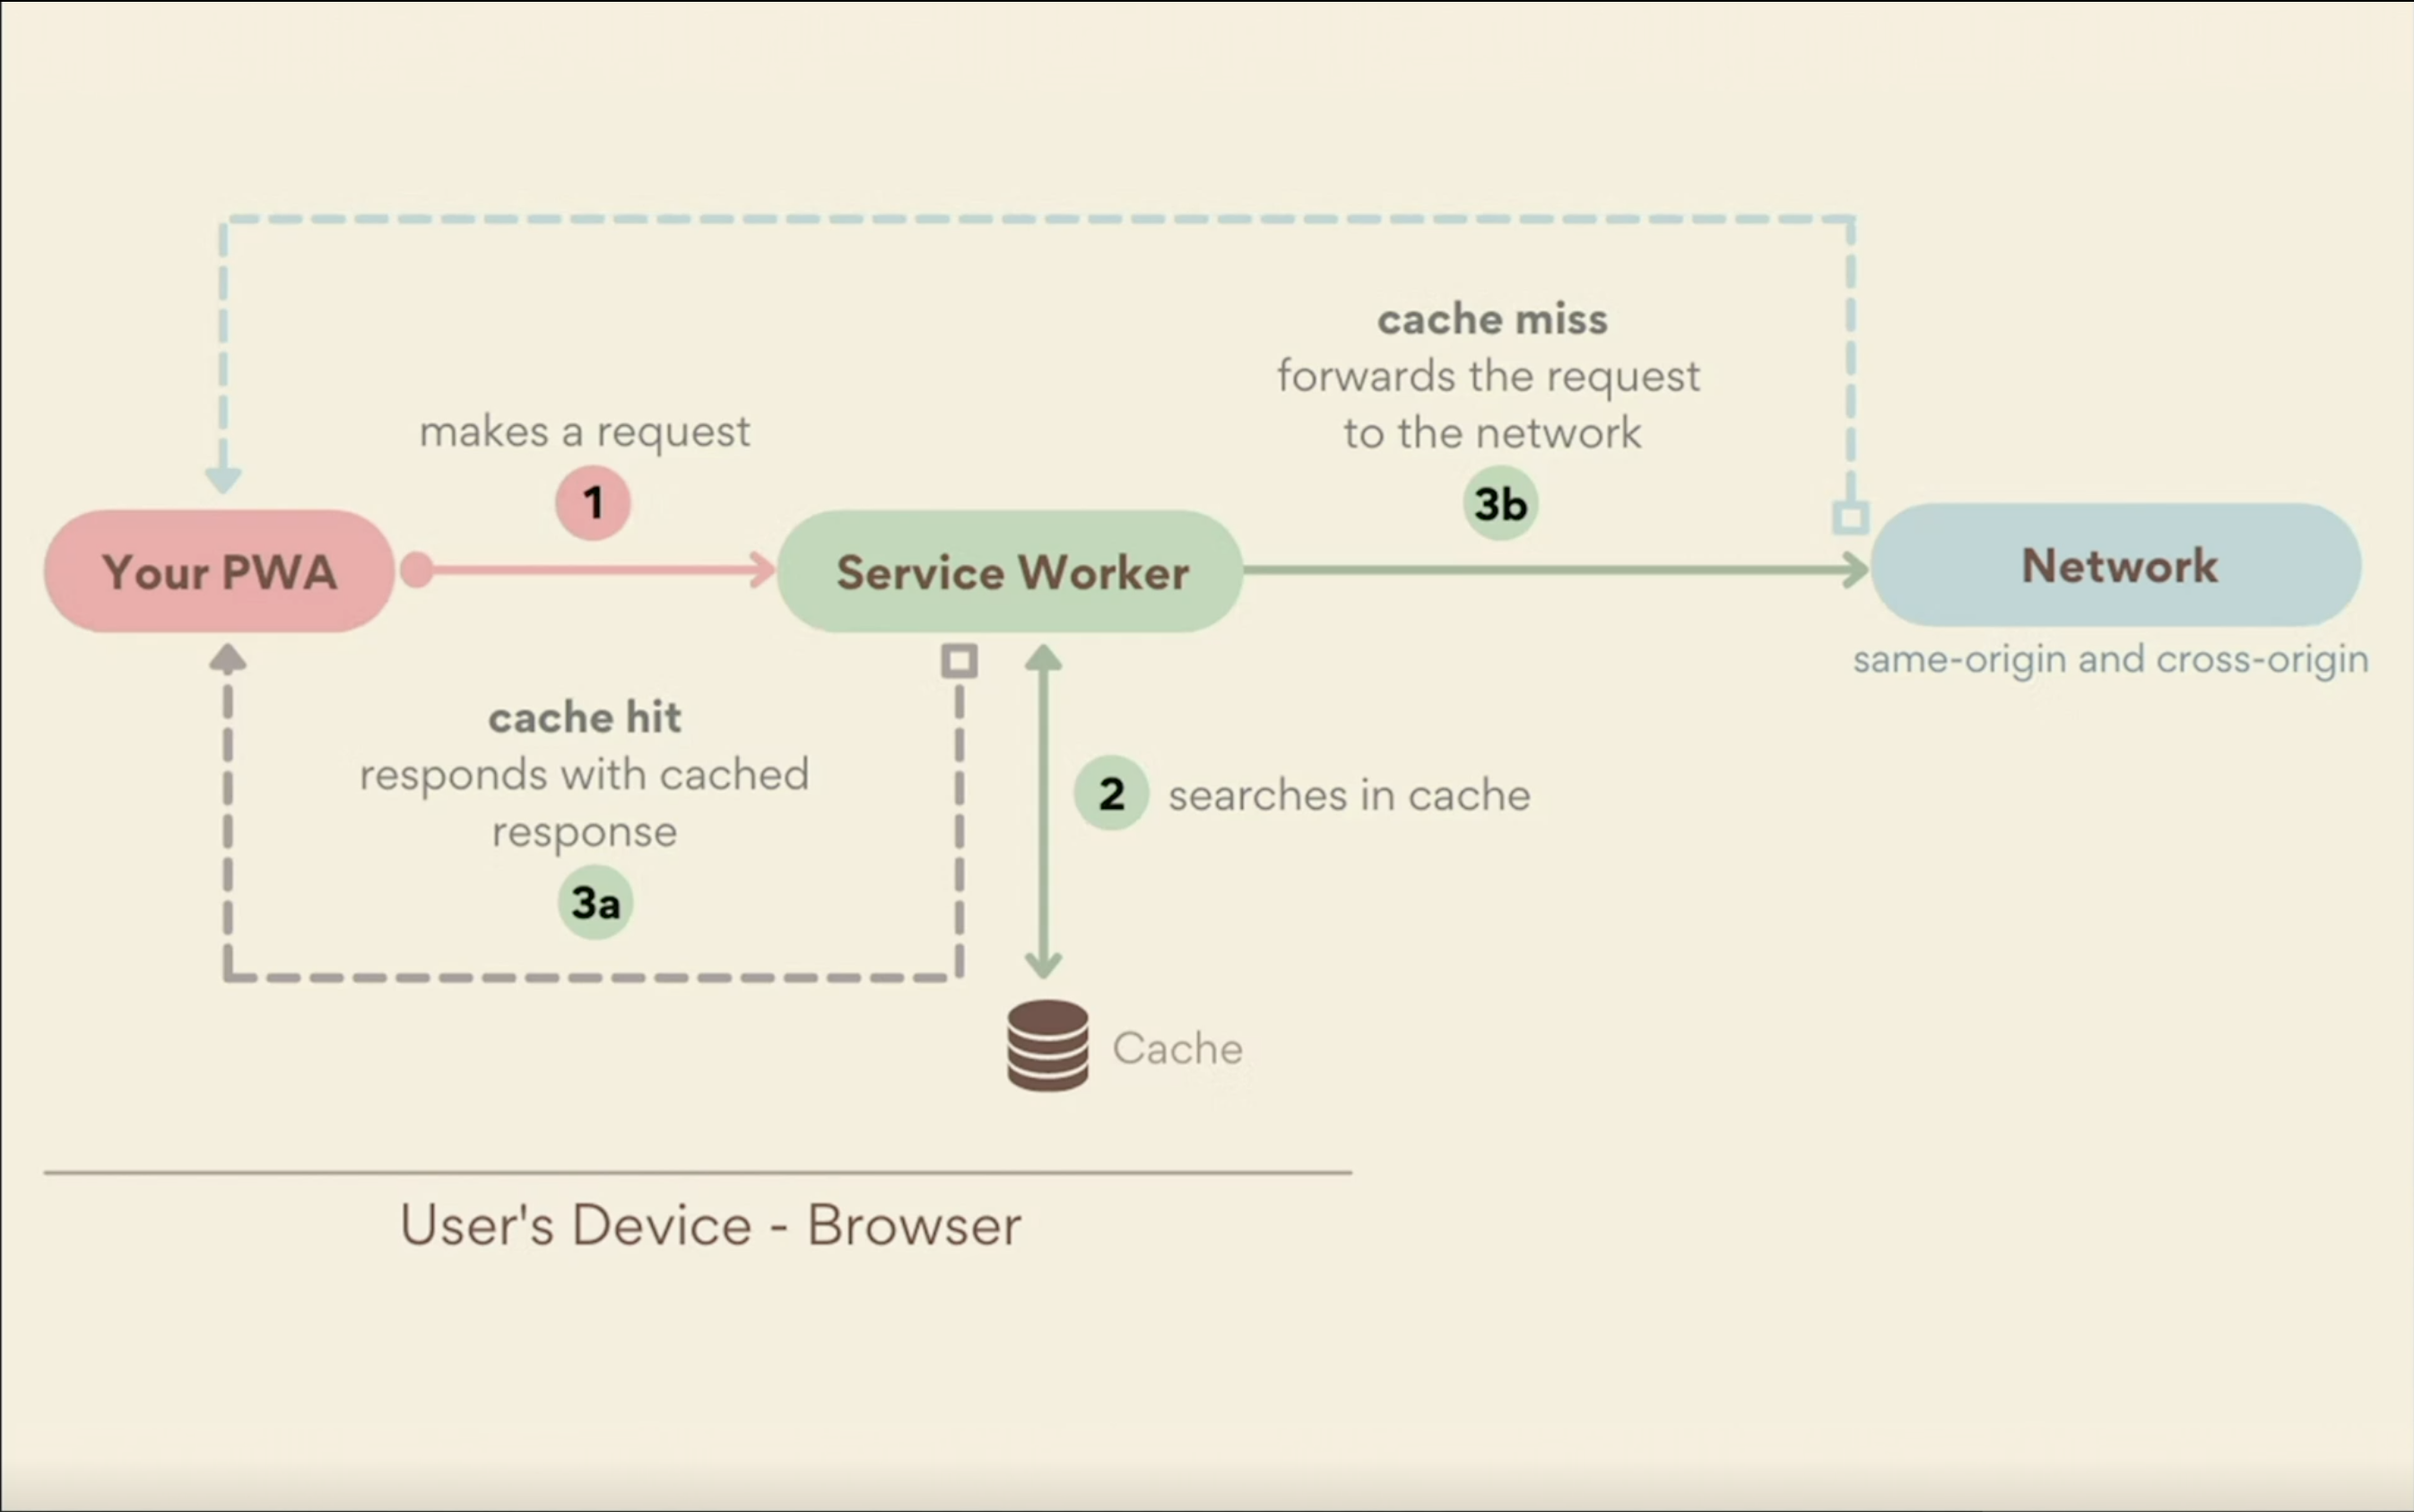 cache miss
forwards the request
to the network
3b
makes a request
1
Your PWA
Service Worker
Network
same-origin and cross-origin
cache hit
responds with cached
response
3a
2
searches in cache
Cache
User's Device - Browser